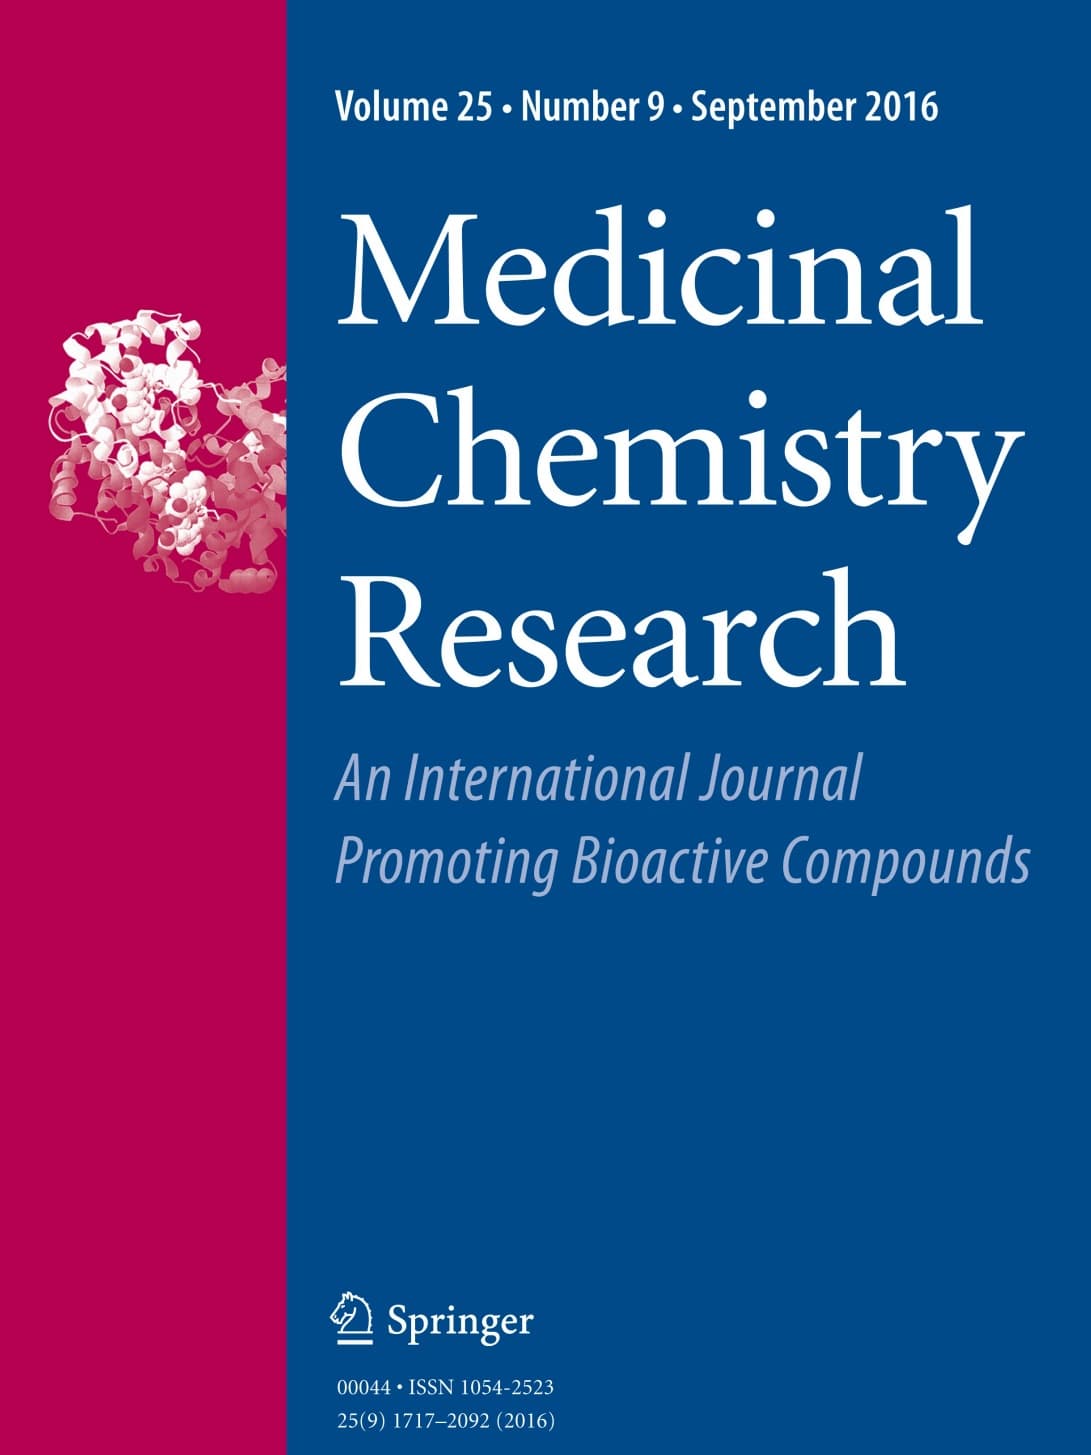 Volume 25 • Number 9 • September 2016
Medicinal
Chemistry
Research
An International Journal
Promoting Bioactive Compounds
Springer
00044 • ISSN 1054-2523
25(9) 1717–2092 (2016)